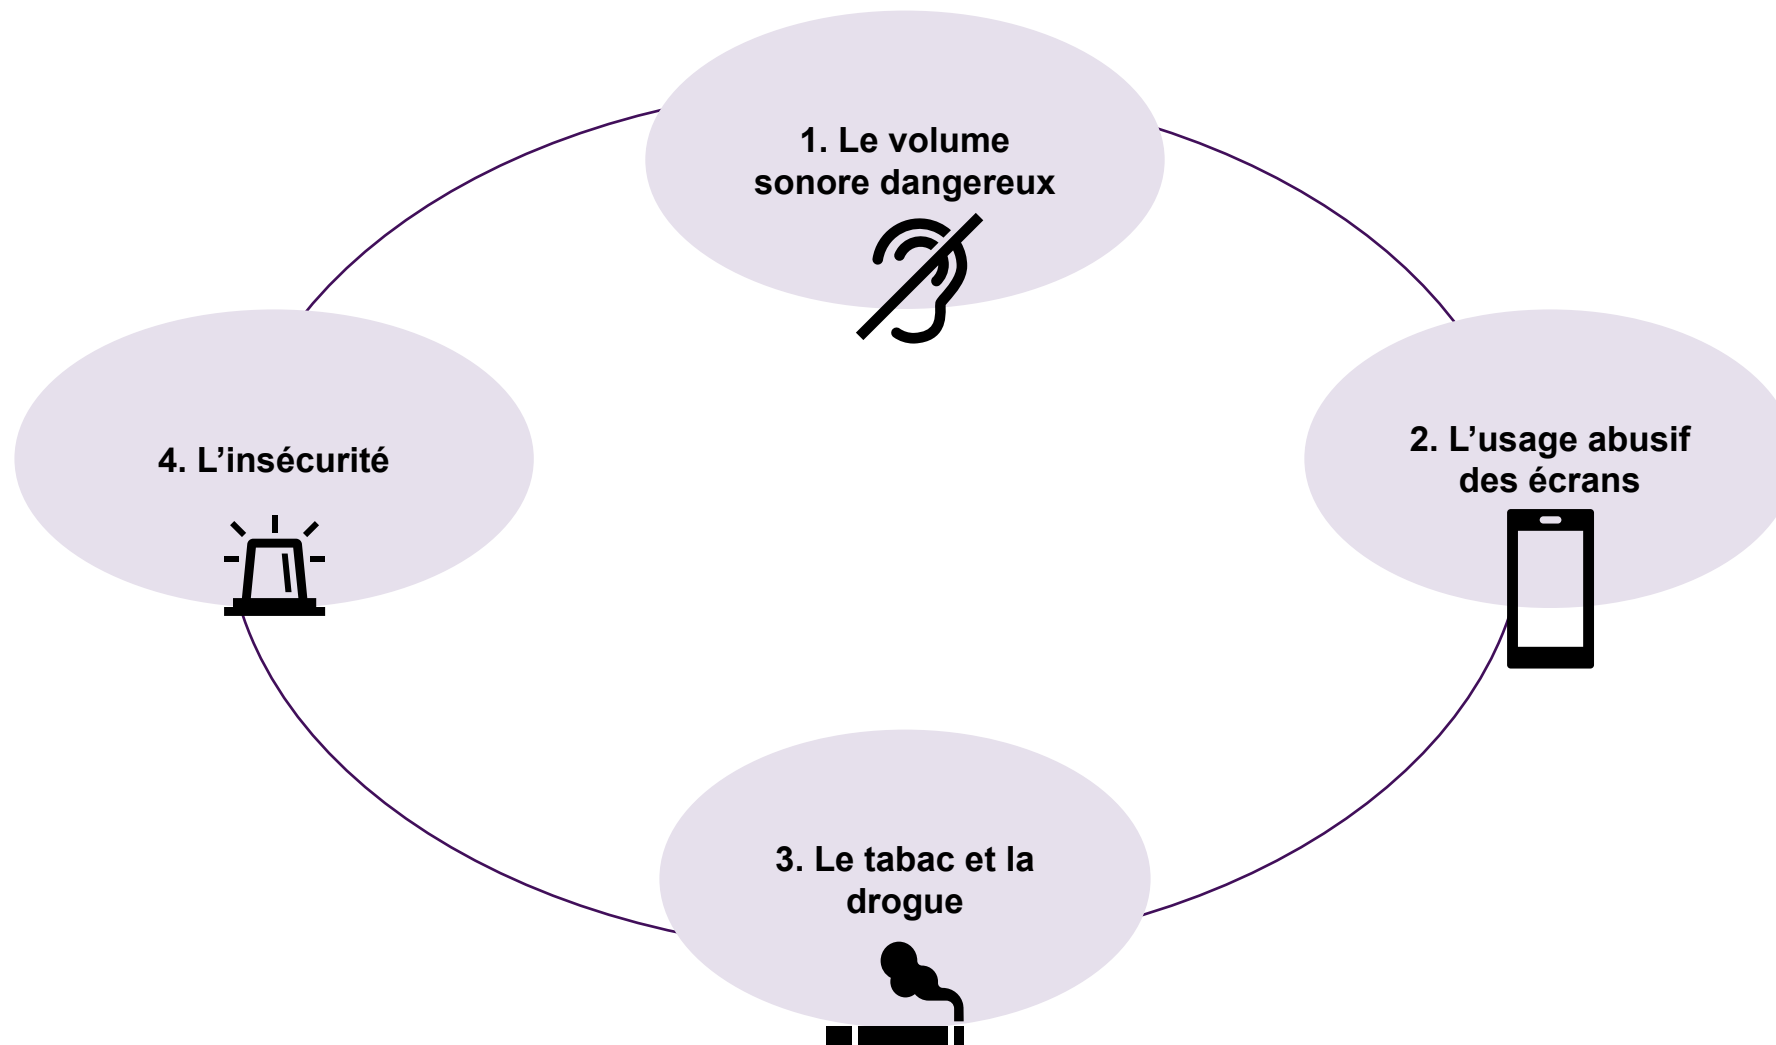 1. Le volume
sonore dangereux
2. L’usage abusif
des écrans
3. Le tabac et la
drogue
4. L’insécurité